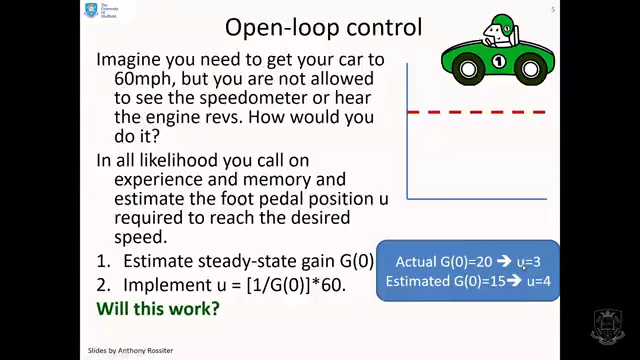 The
University
Of
Sheffield.
5
Open-loop control
Imagine you need to get your car to
60mph, but you are not allowed
to see the speedometer or hear
the engine revs. How would you
do it?
In all likelihood you call on
experience and memory and
estimate the foot pedal position u
required to reach the desired
speed.
1. Estimate steady-state gain G(0)
2. Implement u = [1/G(0)]*60.
Will this work?
1
Actual G(0)=20 ➔ u=3
Estimated G(0)=15➔ u=4
Slides by Anthony Rossiter